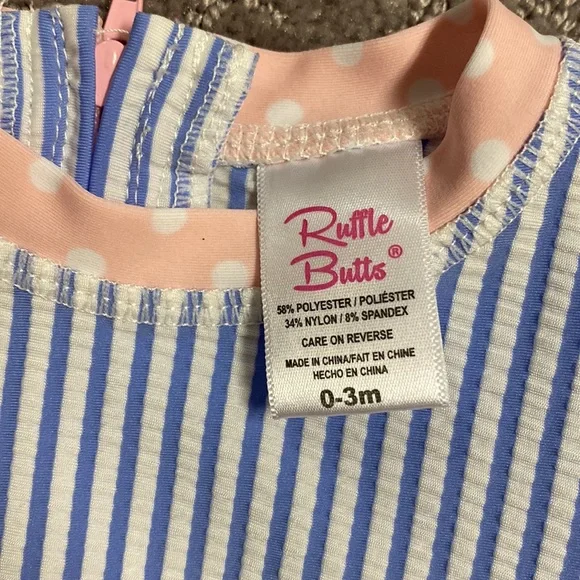 Ruffle
Butts®
58% POLYESTER / POLIÉSTER
34% NYLON / 8% SPANDEX
CARE ON REVERSE
MADE IN CHINA/FAIT EN CHINE
HECHO EN CHINA
0-3m